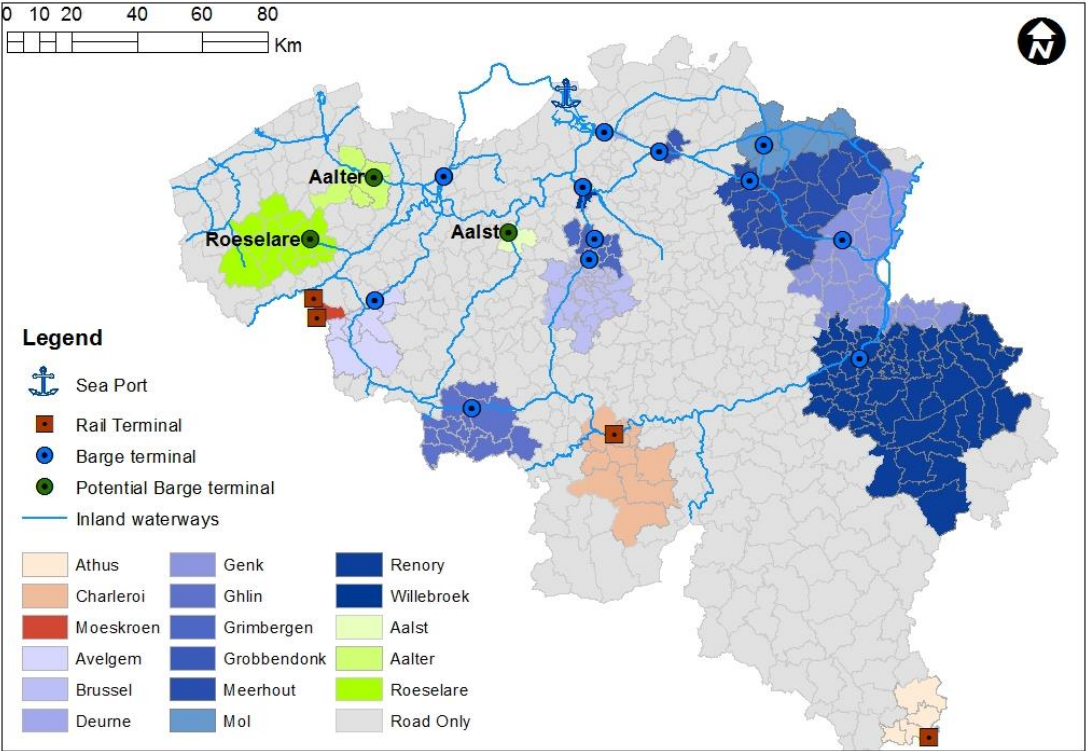 0 10 20 40 60 80
Km
N
Aalter
Roeselare
Aalst
Legend
Sea Port
Rail Terminal
Barge terminal
Potential Barge terminal
Inland waterways
Athus
Charleroi
Moeskroen
Avelgem
Brussel
Deurne
Genk
Ghlin
Grimbergen
Grobbendonk
Meerhout
Mol
Renory
Willebroek
Aalst
Aalter
Roeselare
Road Only